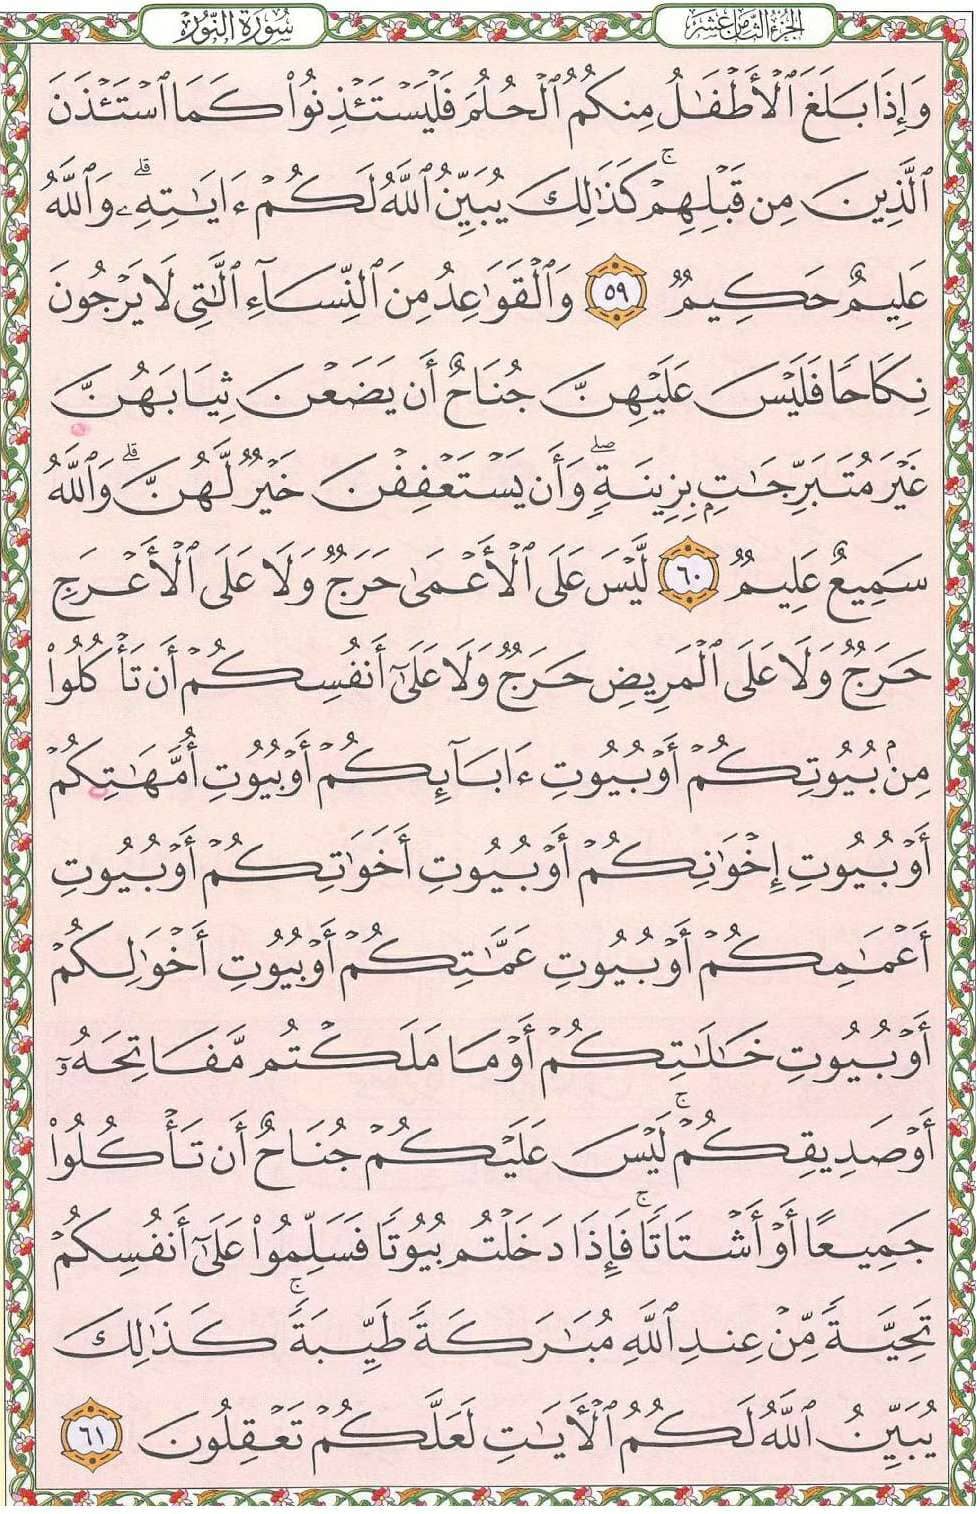 الجزء الثامن عشر
سورة النور
وَإِذَا بَلَغَ ٱلْأَطْفَٰلُ مِنكُمُ ٱلْحُلُمَ فَلْيَسْتَـْٔذِنُوا۟ كَمَا ٱسْتَـْٔذَنَ
ٱلَّذِينَ مِن قَبْلِهِمْ ۚ كَذَٰلِكَ يُبَيِّنُ ٱللَّهُ لَكُمْ ءَايَٰتِهِۦ ۗ وَٱللَّهُ
عَلِيمٌ حَكِيمٌ ٥٩ وَٱلْقَوَٰعِدُ مِنَ ٱلنِّسَآءِ ٱلَّٰتِى لَا يَرْجُونَ
نِكَاحًا فَلَيْسَ عَلَيْهِنَّ جُنَاحٌ أَن يَضَعْنَ ثِيَابَهُنَّ
غَيْرَ مُتَبَرِّجَٰتٍۭ بِزِينَةٍ ۖ وَأَن يَسْتَعْفِفْنَ خَيْرٌ لَّهُنَّ ۗ وَٱللَّهُ
سَمِيعٌ عَلِيمٌ ٦٠ لَّيْسَ عَلَى ٱلْأَعْمَىٰ حَرَجٌ وَلَا عَلَى ٱلْأَعْرَجِ
حَرَجٌ وَلَا عَلَى ٱلْمَرِيضِ حَرَجٌ وَلَا عَلَىٰٓ أَنفُسِكُمْ أَن تَأْكُلُوا۟
مِنۢ بُيُوتِكُمْ أَوْ بُيُوتِ ءَابَآئِكُمْ أَوْ بُيُوتِ أُمَّهَٰتِكُمْ
أَوْ بُيُوتِ إِخْوَٰنِكُمْ أَوْ بُيُوتِ أَخَوَٰتِكُمْ أَوْ بُيُوتِ
أَعْمَٰمِكُمْ أَوْ بُيُوتِ عَمَّٰتِكُمْ أَوْ بُيُوتِ أَخْوَٰلِكُمْ
أَوْ بُيُوتِ خَٰلَٰتِكُمْ أَوْ مَا مَلَكْتُم مَّفَاتِحَهُۥٓ
أَوْ صَدِيقِكُمْ ۚ لَيْسَ عَلَيْكُمْ جُنَاحٌ أَن تَأْكُلُوا۟
جَمِيعًا أَوْ أَشْتَاتًا ۚ فَإِذَا دَخَلْتُم بُيُوتًا فَسَلِّمُوا۟ عَلَىٰٓ أَنفُسِكُمْ
تَحِيَّةً مِّنْ عِندِ ٱللَّهِ مُبَٰرَكَةً طَيِّبَةً ۚ كَذَٰلِكَ
يُبَيِّنُ ٱللَّهُ لَكُمُ ٱلْـَٔايَٰتِ لَعَلَّكُمْ تَعْقِلُونَ ٦١